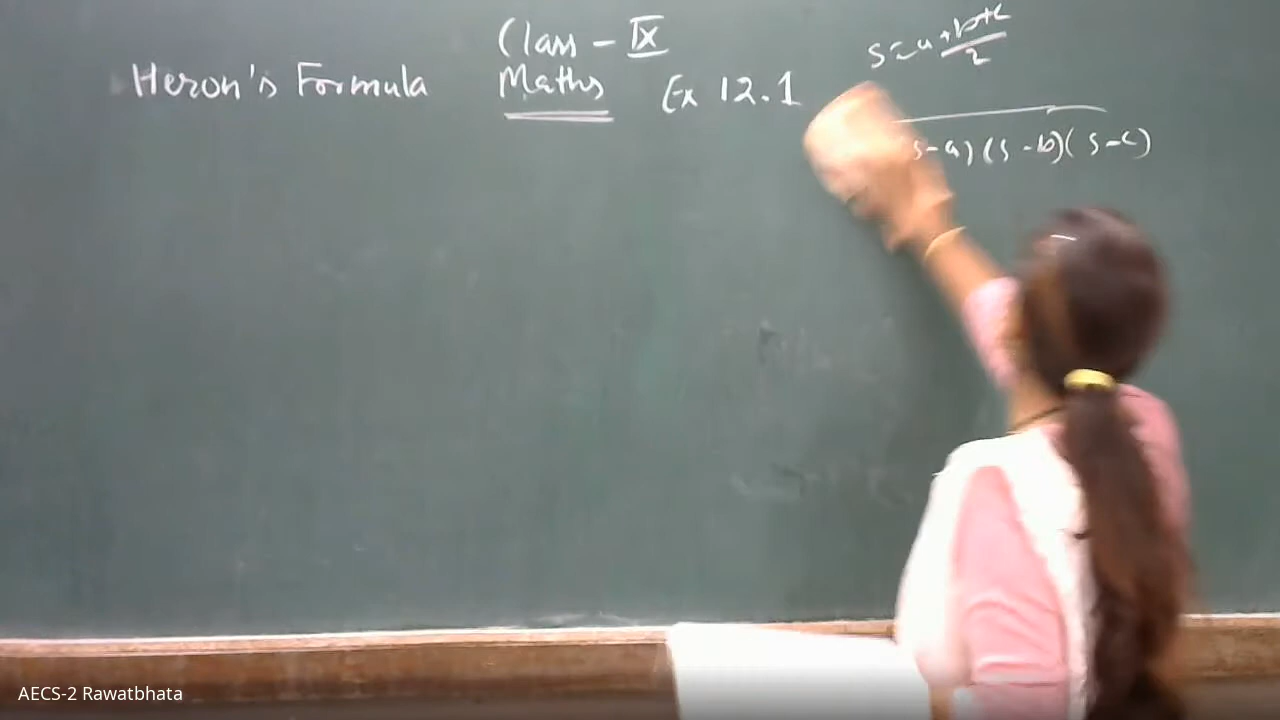 Class - IX
Heron's Formula Maths Ex 12.1
s = a+b+c
2
s-a) (s-b)(s-c)
AECS-2 Rawatbhata